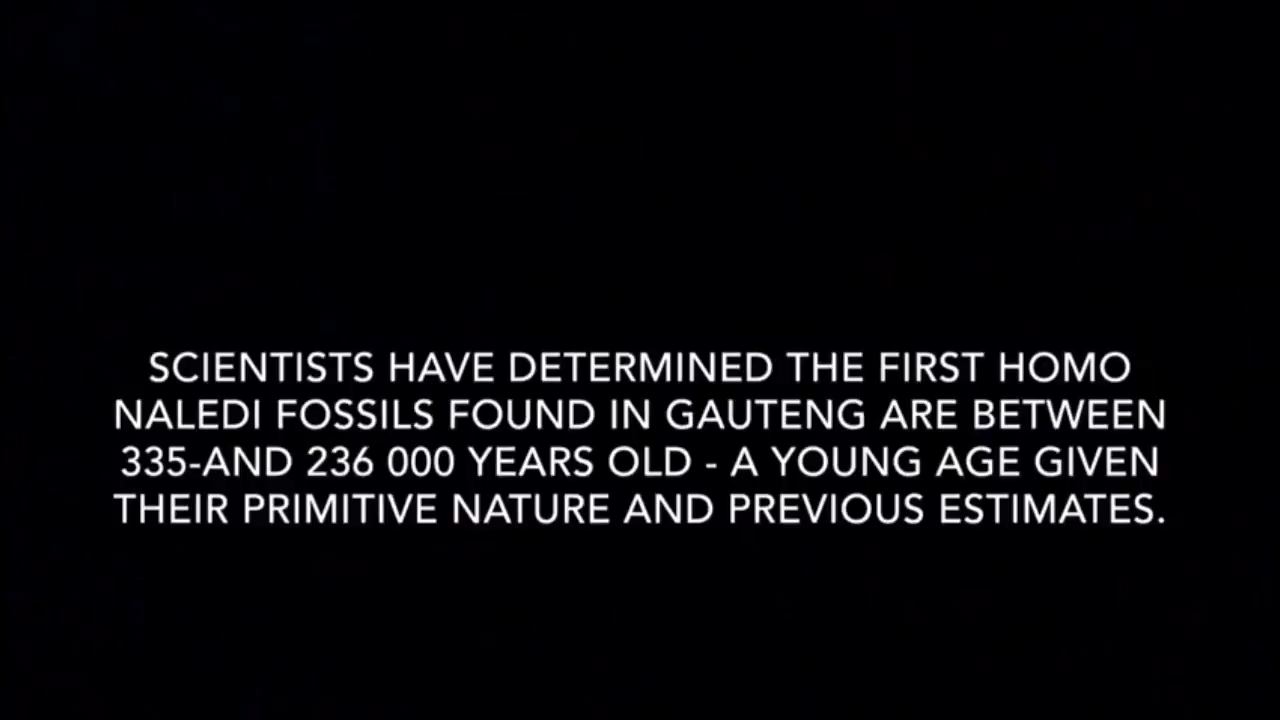 SCIENTISTS HAVE DETERMINED THE FIRST HOMO
NALEDI FOSSILS FOUND IN GAUTENG ARE BETWEEN
335-AND 236 000 YEARS OLD - A YOUNG AGE GIVEN
THEIR PRIMITIVE NATURE AND PREVIOUS ESTIMATES.